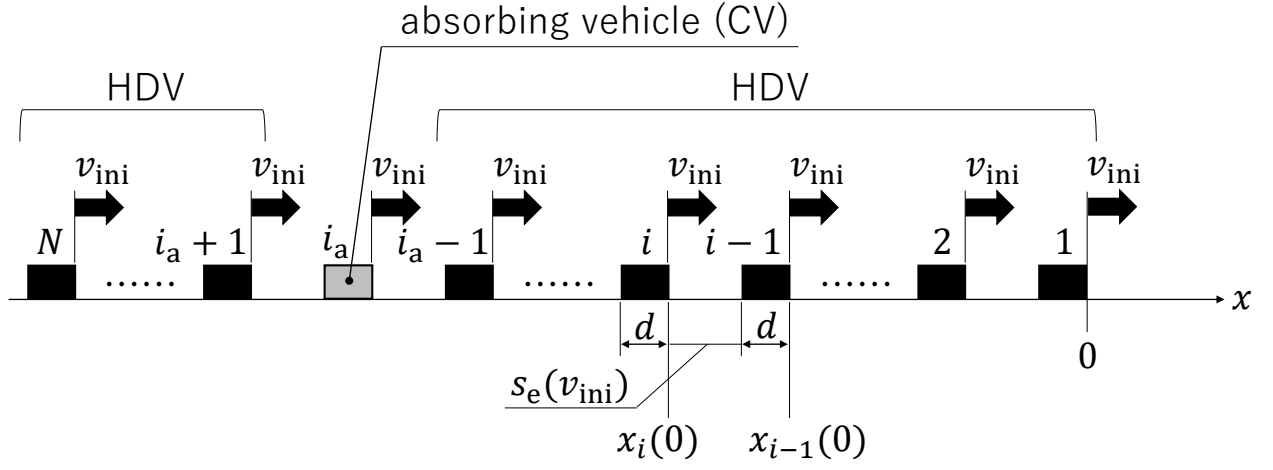 absorbing vehicle (CV)
HDV HDV
v_ini v_ini v_ini v_ini v_ini v_ini v_ini v_ini
N i_a + 1 i_a i_a − 1 i i − 1 2 1
...... ...... ......
x
d d 0
s_e(v_ini)
x_i(0) x_{i−1}(0)